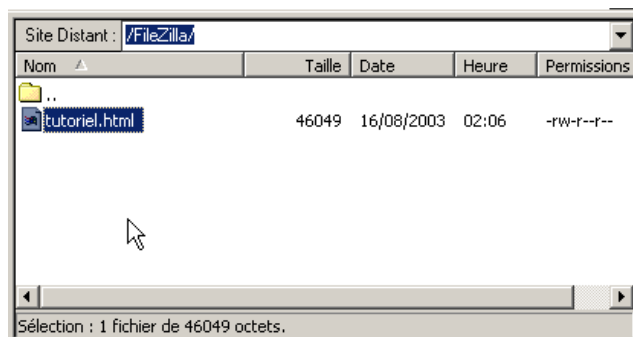 Site Distant : /FileZilla/
Nom Taille Date Heure Permissions
..
tutoriel.html 46049 16/08/2003 02:06 -rw-r--r--
Sélection : 1 fichier de 46049 octets.